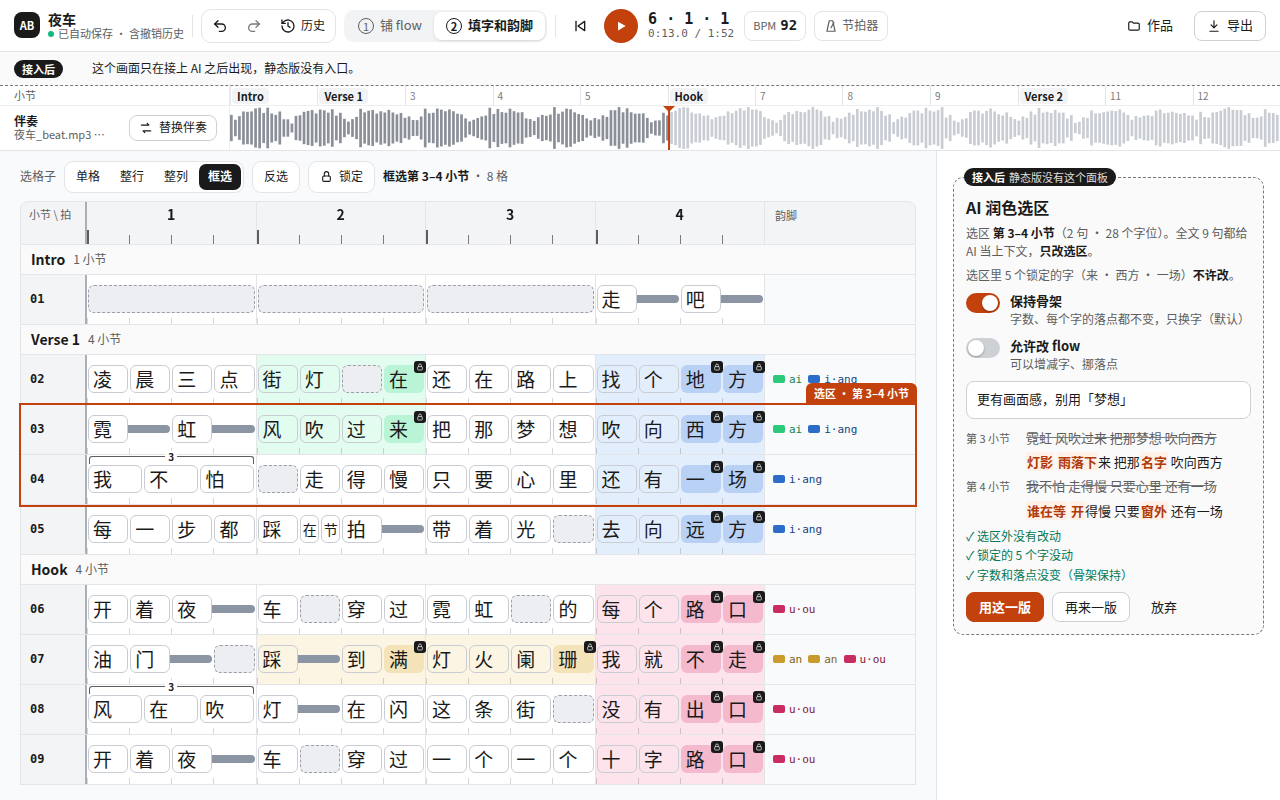 AB 夜车
已自动保存 · 含撤销历史
历史
① 铺 flow ② 填字和韵脚
6 · 1 · 1
0:13.0 / 1:52
BPM 92
节拍器
作品
导出
接入后 这个画面只在接上 AI 之后出现，静态版没有入口。
小节 Intro Verse 1 3 4 5 Hook 7 8 9 Verse 2 11 12
伴奏
夜车_beat.mp3 ···
替换伴奏
选格子 单格 整行 整列 框选 反选 锁定 框选第 3–4 小节 · 8 格
小节 \ 拍 1 2 3 4 韵脚
Intro 1 小节
01 走 吧
Verse 1 4 小节
02 凌 晨 三 点 街 灯 在 还 在 路 上 找 个 地 方 ai i·ang
选区 · 第 3–4 小节
03 霓 虹 风 吹 过 来 把 那 梦 想 吹 向 西 方 ai i·ang
3
04 我 不 怕 走 得 慢 只 要 心 里 还 有 一 场 i·ang
05 每 一 步 都 踩 在 节 拍 带 着 光 去 向 远 方 i·ang
Hook 4 小节
06 开 着 夜 车 穿 过 霓 虹 的 每 个 路 口 u·ou
07 油 门 踩 到 满 灯 火 阑 珊 我 就 不 走 an an u·ou
3
08 风 在 吹 灯 在 闪 这 条 街 没 有 出 口 u·ou
09 开 着 夜 车 穿 过 一 个 一 个 十 字 路 口 u·ou
接入后 静态版没有这个面板
AI 润色选区
选区 第 3–4 小节（2 句 · 28 个字位）。全文 9 句都给
AI 当上下文，只改选区。
选区里 5 个锁定的字（来 · 西方 · 一场）不许改。
保持骨架
字数、每个字的落点都不变，只换字（默认）
允许改 flow
可以增减字、挪落点
更有画面感，别用「梦想」
第 3 小节 霓虹 风吹过来 把那梦想 吹向西方
灯影 雨落下来 把那名字 吹向西方
第 4 小节 我不怕 走得慢 只要心里 还有一场
谁在等 开得慢 只要窗外 还有一场
✓ 选区外没有改动
✓ 锁定的 5 个字没动
✓ 字数和落点没变（骨架保持）
用这一版 再来一版 放弃